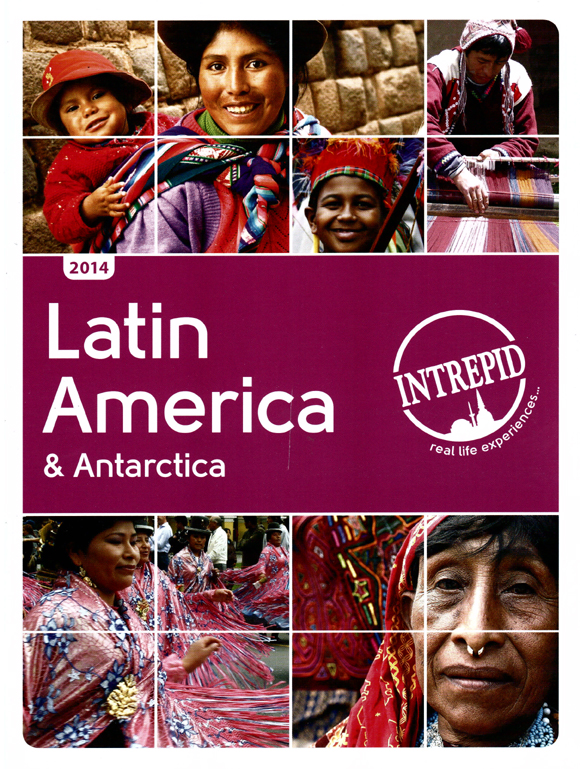 2014
Latin
America
& Antarctica
INTREPID
real life experiences...